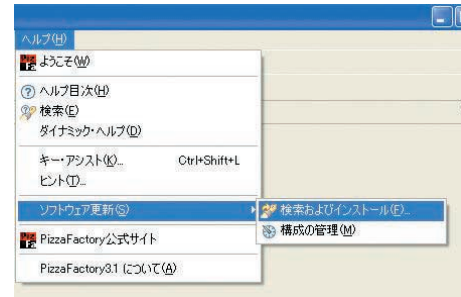 ヘルプ(H)
ようこそ(W)
ヘルプ目次(H)
検索(E)
ダイナミック・ヘルプ(D)
キー・アシスト(K)... Ctrl+Shift+L
ヒント(T)...
ソフトウェア更新(S)
検索およびインストール(F)...
構成の管理(M)
PizzaFactory公式サイト
PizzaFactory3.1 について(A)